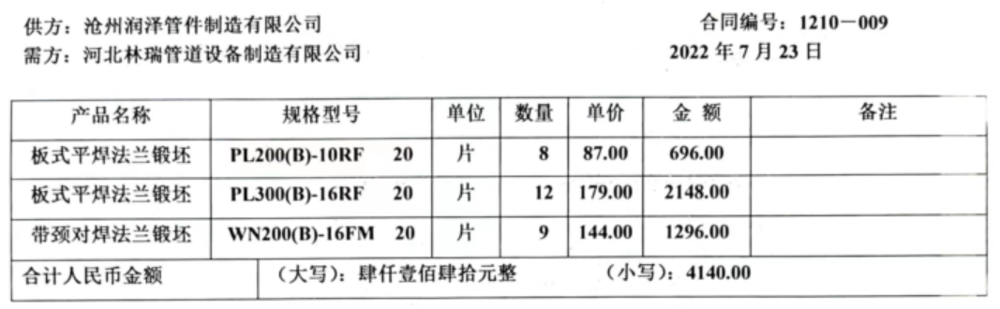 供方：沧州润泽管件制造有限公司 合同编号：1210－009
需方：河北林瑞管道设备制造有限公司 2022 年 7 月 23 日
产品名称 规格型号 单位 数量 单价 金 额 备注
板式平焊法兰锻坯 PL200(B)-10RF 20 片 8 87.00 696.00
板式平焊法兰锻坯 PL300(B)-16RF 20 片 12 179.00 2148.00
带颈对焊法兰锻坯 WN200(B)-16FM 20 片 9 144.00 1296.00
合计人民币金额 （大写）：肆仟壹佰肆拾元整 （小写）：4140.00